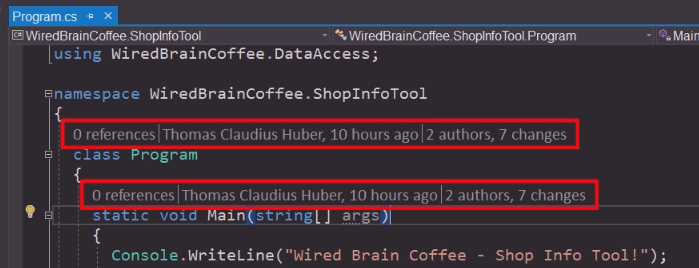 Program.cs
WiredBrainCoffee.ShopInfoTool WiredBrainCoffee.ShopInfoTool.Program Main
using WiredBrainCoffee.DataAccess;
namespace WiredBrainCoffee.ShopInfoTool
{
0 references | Thomas Claudius Huber, 10 hours ago | 2 authors, 7 changes
class Program
{
0 references | Thomas Claudius Huber, 10 hours ago | 2 authors, 7 changes
static void Main(string[] args)
{
Console.WriteLine("Wired Brain Coffee - Shop Info Tool!");